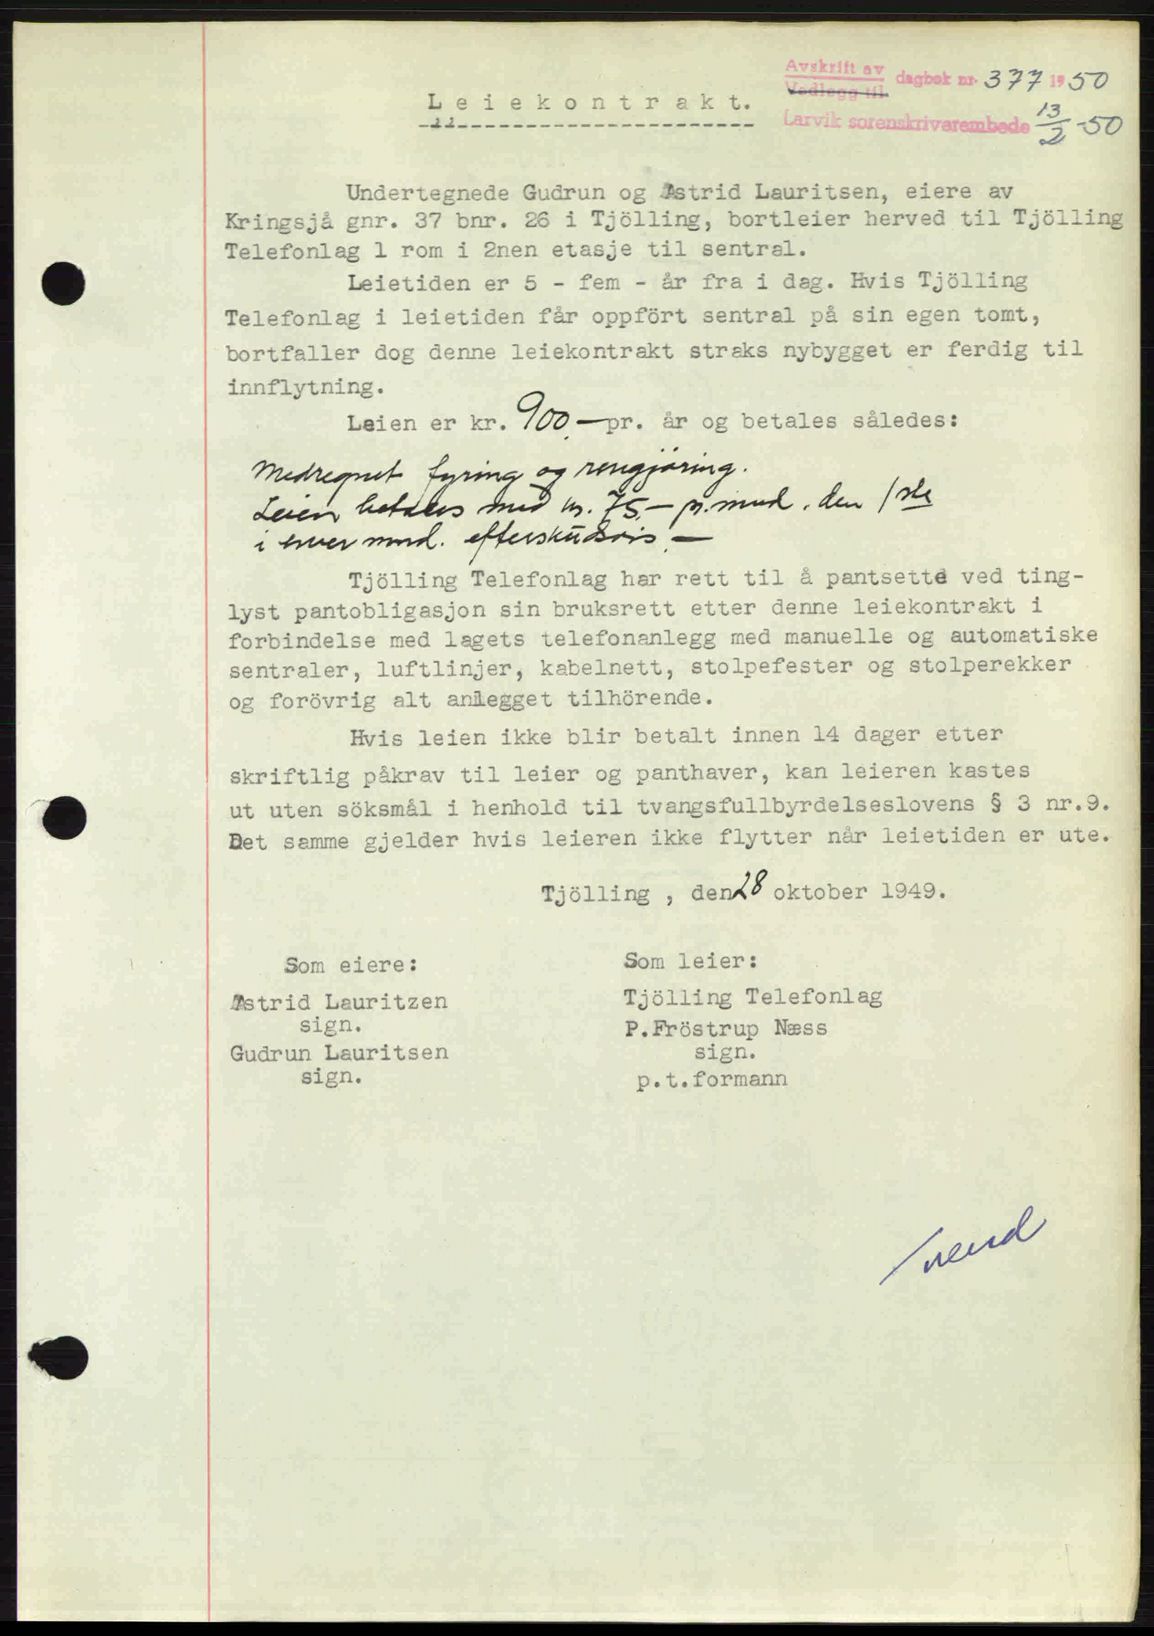 Avskrift av
Vedlegg til dagbok nr. 377 1950
Larvik sorenskriverembede 13/2-50
Leiekontrakt.
Undertegnede Gudrun og Astrid Lauritsen, eiere av
Kringsjå gnr. 37 bnr. 26 i Tjölling, bortleier herved til Tjölling
Telefonlag 1 rom i 2nen etasje til sentral.
Leietiden er 5 - fem - år fra i dag. Hvis Tjölling
Telefonlag i leietiden får oppfört sentral på sin egen tomt,
bortfaller dog denne leiekontrakt straks nybygget er ferdig til
innflytning.
Leien er kr. 900.- pr. år og betales således:
Medregnet fyring og rengjøring.
Leien betales med kr. 75,- pr. mnd. den 1ste
i hver mnd. efterskudsvis. -
Tjölling Telefonlag har rett til å pantsette ved ting-
lyst pantobligasjon sin bruksrett etter denne leiekontrakt i
forbindelse med lagets telefonanlegg med manuelle og automatiske
sentraler, luftlinjer, kabelnett, stolpefester og stolperekker
og forövrig alt anlegget tilhörende.
Hvis leien ikke blir betalt innen 14 dager etter
skriftlig påkrav til leier og panthaver, kan leieren kastes
ut uten söksmål i henhold til tvangsfullbyrdelseslovens § 3 nr.9.
Det samme gjelder hvis leieren ikke flytter når leietiden er ute.
Tjölling , den 28 oktober 1949.
Som eiere: Som leier:
Astrid Lauritzen Tjölling Telefonlag
sign. P.Fröstrup Næss
Gudrun Lauritsen sign.
sign. p.t.formann